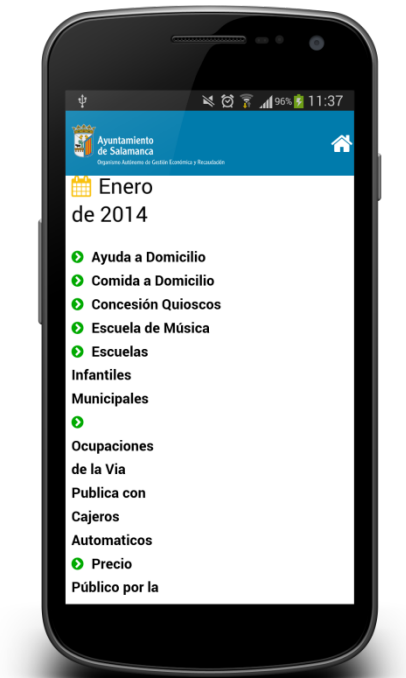 96% 11:37
Ayuntamiento
de Salamanca
Organismo Autónomo de Gestión Económica y Recaudación
Enero
de 2014
Ayuda a Domicilio
Comida a Domicilio
Concesión Quioscos
Escuela de Música
Escuelas
Infantiles
Municipales
Ocupaciones
de la Via
Publica con
Cajeros
Automaticos
Precio
Público por la